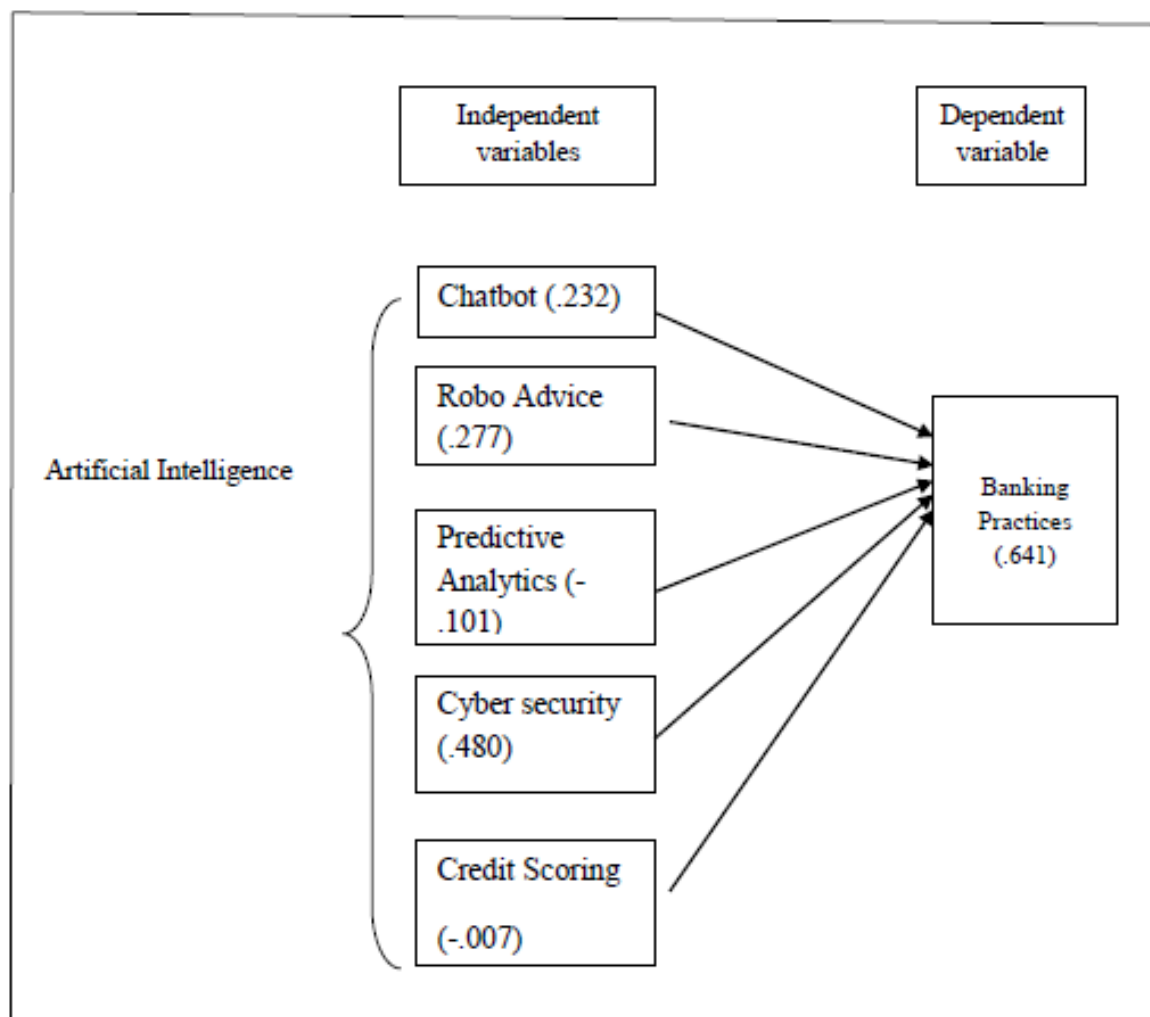 Independent
variables
Dependent
variable
Chatbot (.232)
Robo Advice
(.277)
Artificial Intelligence
Predictive
Analytics (-
.101)
Banking
Practices
(.641)
Cyber security
(.480)
Credit Scoring
(-.007)